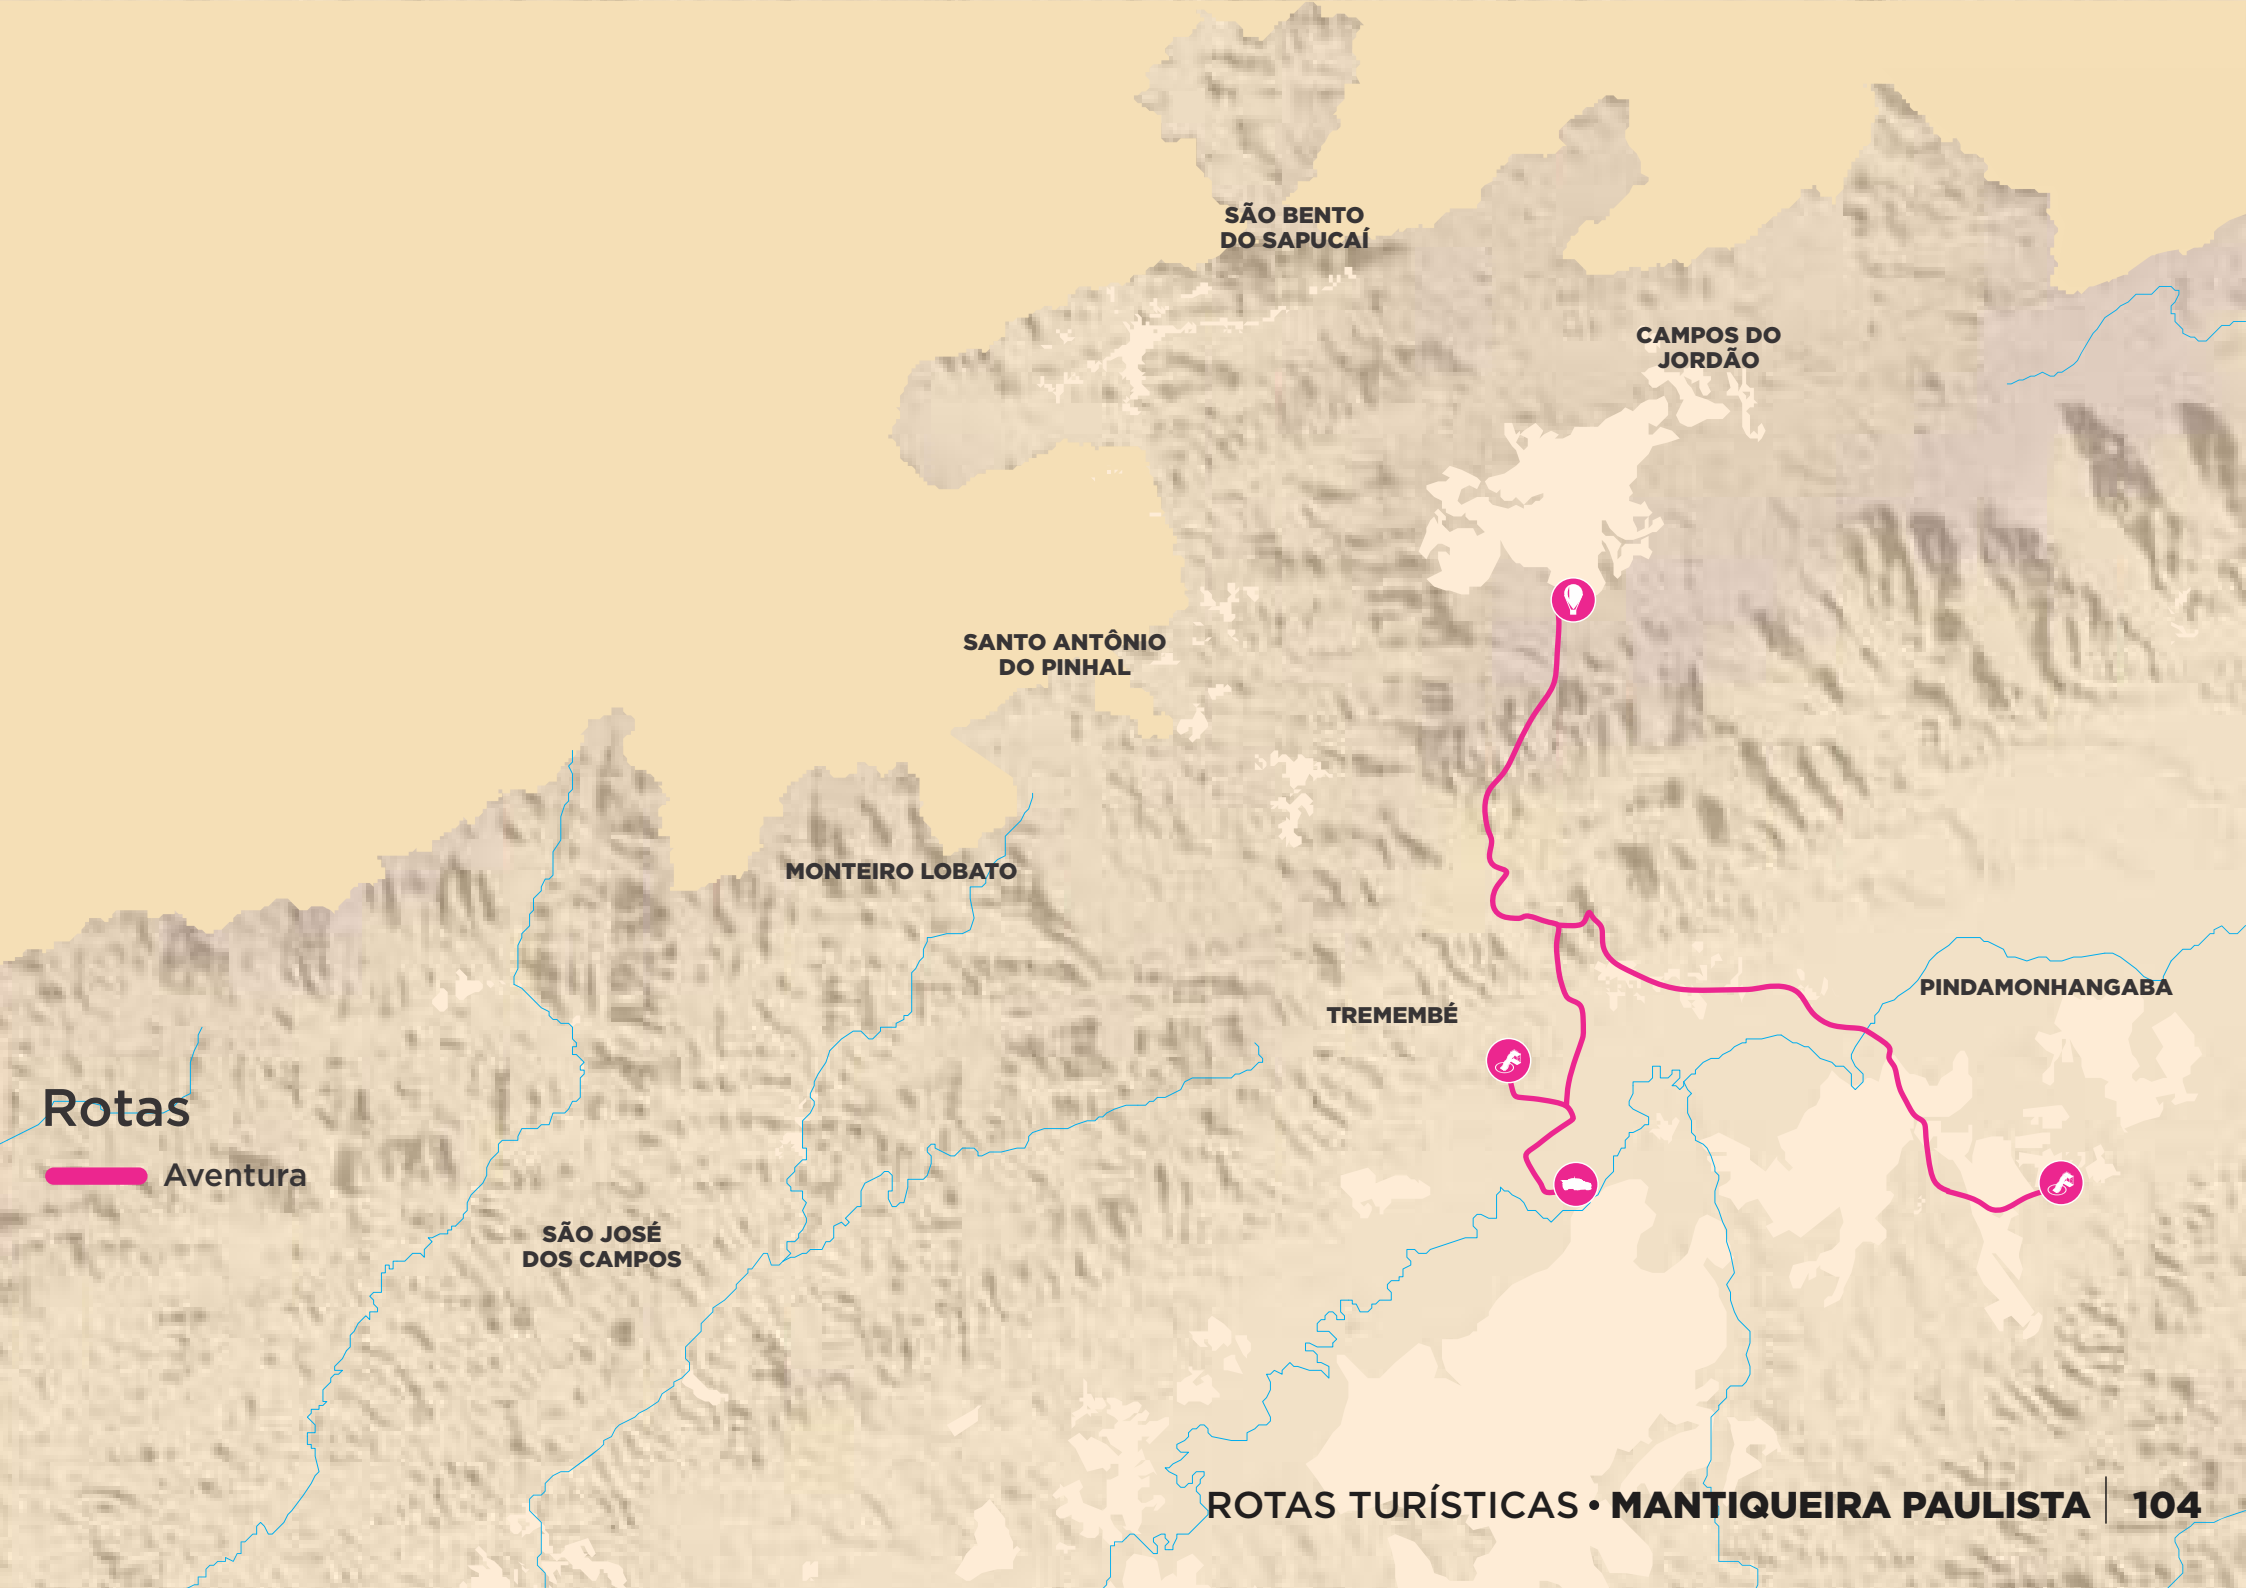 SÃO BENTO
DO SAPUCAÍ
CAMPOS DO
JORDÃO
SANTO ANTÔNIO
DO PINHAL
MONTEIRO LOBATO
PINDAMONHANGABA
TREMEMBÉ
Rotas
Aventura
SÃO JOSÉ
DOS CAMPOS
ROTAS TURÍSTICAS • MANTIQUEIRA PAULISTA | 104